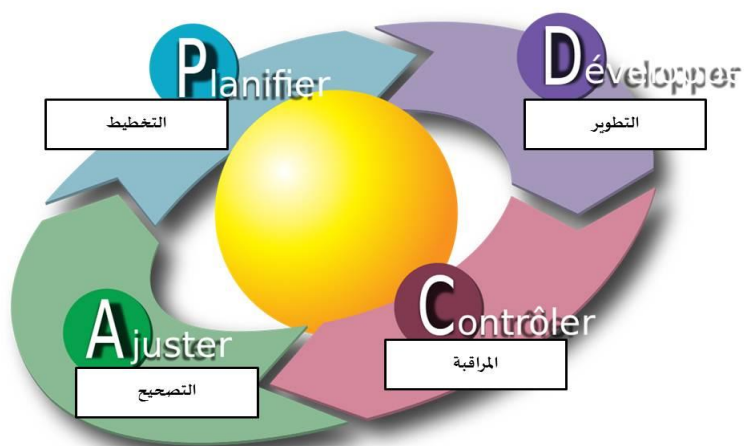 Planifier
التخطيط
Développer
التطوير
Contrôler
المراقبة
Ajuster
التصحيح